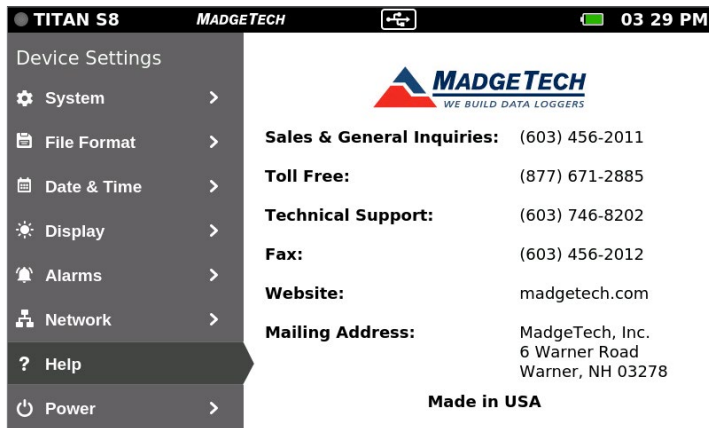 TITAN S8 MADGETECH 03 29 PM
Device Settings
System
File Format
Date & Time
Display
Alarms
Network
? Help
Power
MADGETECH
WE BUILD DATA LOGGERS
Sales & General Inquiries: (603) 456-2011
Toll Free: (877) 671-2885
Technical Support: (603) 746-8202
Fax: (603) 456-2012
Website: madgetech.com
Mailing Address: MadgeTech, Inc.
6 Warner Road
Warner, NH 03278
Made in USA